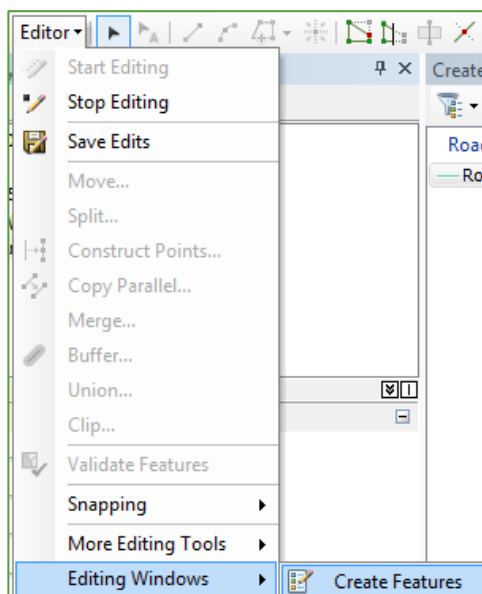 Editor
Create
Start Editing
Stop Editing
Save Edits
Road
Ro
Move...
Split...
Construct Points...
Copy Parallel...
Merge...
Buffer...
Union...
Clip...
Validate Features
Snapping
More Editing Tools
Editing Windows
Create Features